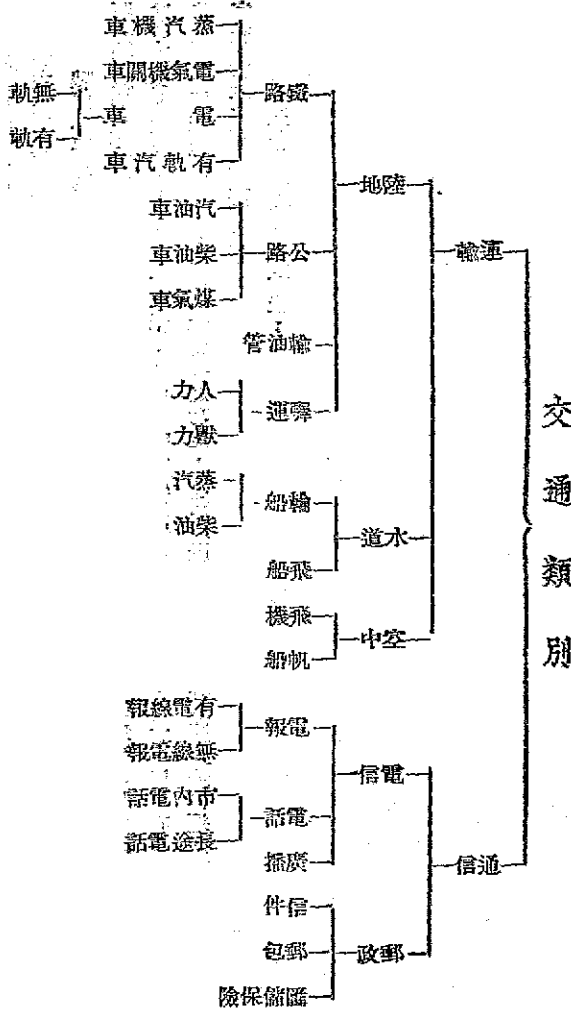 交通類別
運輸
陸地
鐵路
蒸汽機車
電氣機關車
電車
無軌
有軌
有軌汽車
公路
汽油車
柴油車
煤氣車
輸油管
驛運
人力
獸力
水道
輪船
蒸汽
柴油
飛船
空中
飛機
帆船
通信
電信
電報
有電線報
無線電報
電話
市內電話
長途電話
廣播
郵政
信件
郵包
匯儲保險